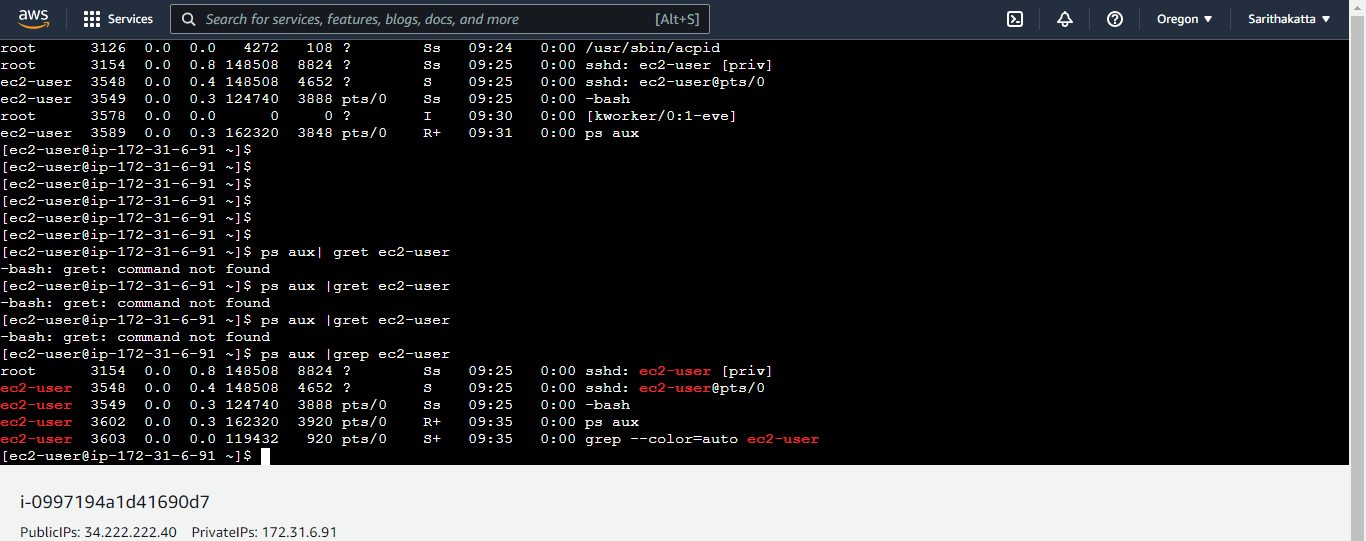 aws Services Search for services, features, blogs, docs, and more [Alt+S] Oregon ▼ Sarithakatta ▼
root 3126 0.0 0.0 4272 108 ? Ss 09:24 0:00 /usr/sbin/acpid
root 3154 0.0 0.8 148508 8824 ? Ss 09:25 0:00 sshd: ec2-user [priv]
ec2-user 3548 0.0 0.4 148508 4652 ? S 09:25 0:00 sshd: ec2-user@pts/0
ec2-user 3549 0.0 0.3 124740 3888 pts/0 Ss 09:25 0:00 -bash
root 3578 0.0 0.0 0 0 ? I 09:30 0:00 [kworker/0:1-eve]
ec2-user 3589 0.0 0.3 162320 3848 pts/0 R+ 09:31 0:00 ps aux
[ec2-user@ip-172-31-6-91 ~]$
[ec2-user@ip-172-31-6-91 ~]$
[ec2-user@ip-172-31-6-91 ~]$
[ec2-user@ip-172-31-6-91 ~]$
[ec2-user@ip-172-31-6-91 ~]$
[ec2-user@ip-172-31-6-91 ~]$
[ec2-user@ip-172-31-6-91 ~]$ ps aux| gret ec2-user
-bash: gret: command not found
[ec2-user@ip-172-31-6-91 ~]$ ps aux |gret ec2-user
-bash: gret: command not found
[ec2-user@ip-172-31-6-91 ~]$ ps aux |gret ec2-user
-bash: gret: command not found
[ec2-user@ip-172-31-6-91 ~]$ ps aux |grep ec2-user
root 3154 0.0 0.8 148508 8824 ? Ss 09:25 0:00 sshd: ec2-user [priv]
ec2-user 3548 0.0 0.4 148508 4652 ? S 09:25 0:00 sshd: ec2-user@pts/0
ec2-user 3549 0.0 0.3 124740 3888 pts/0 Ss 09:25 0:00 -bash
ec2-user 3602 0.0 0.3 162320 3920 pts/0 R+ 09:35 0:00 ps aux
ec2-user 3603 0.0 0.0 119432 920 pts/0 S+ 09:35 0:00 grep --color=auto ec2-user
[ec2-user@ip-172-31-6-91 ~]$
i-0997194a1d41690d7
PublicIPs: 34.222.222.40 PrivateIPs: 172.31.6.91